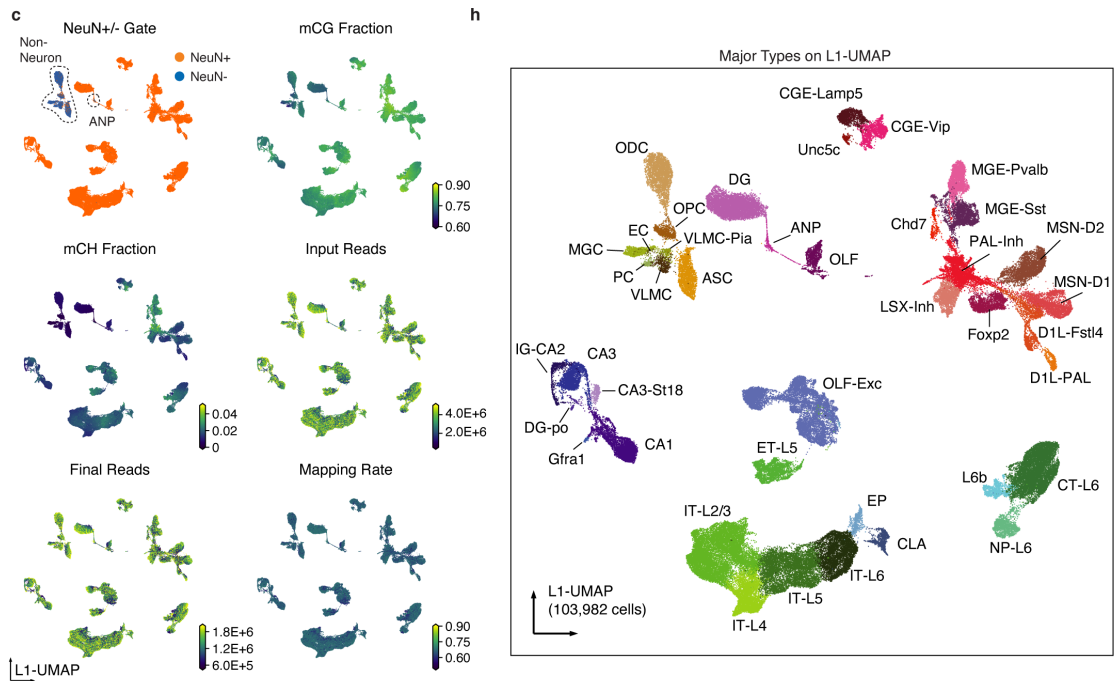 c
NeuN+/- Gate
Non-
Neuron
NeuN+
NeuN-
ANP
mCG Fraction
0.90
0.60
mCH Fraction
0.04
0.02
0
Input Reads
4.0E+6
2.0E+6
Final Reads
1.8E+6
1.2E+6
6.0E+5
Mapping Rate
0.90
0.60
L1-UMAP
h
Major Types on L1-UMAP
CGE-Lamp5
CGE-Vip
Unc5c
ODC
DG
OPC
EC
VLMC-Pia
MGC
PC
VLMC
ASC
ANP
OLF
MGE-Pvalb
MGE-Sst
Chd7
PAL-Inh
MSN-D2
MSN-D1
LSX-Inh
Foxp2
D1L-Fstl4
D1L-PAL
IG-CA2
CA3
CA3-St18
DG-po
Gfra1
CA1
OLF-Exc
ET-L5
L6b
CT-L6
NP-L6
IT-L2/3
EP
CLA
IT-L6
IT-L5
IT-L4
L1-UMAP
(103,982 cells)